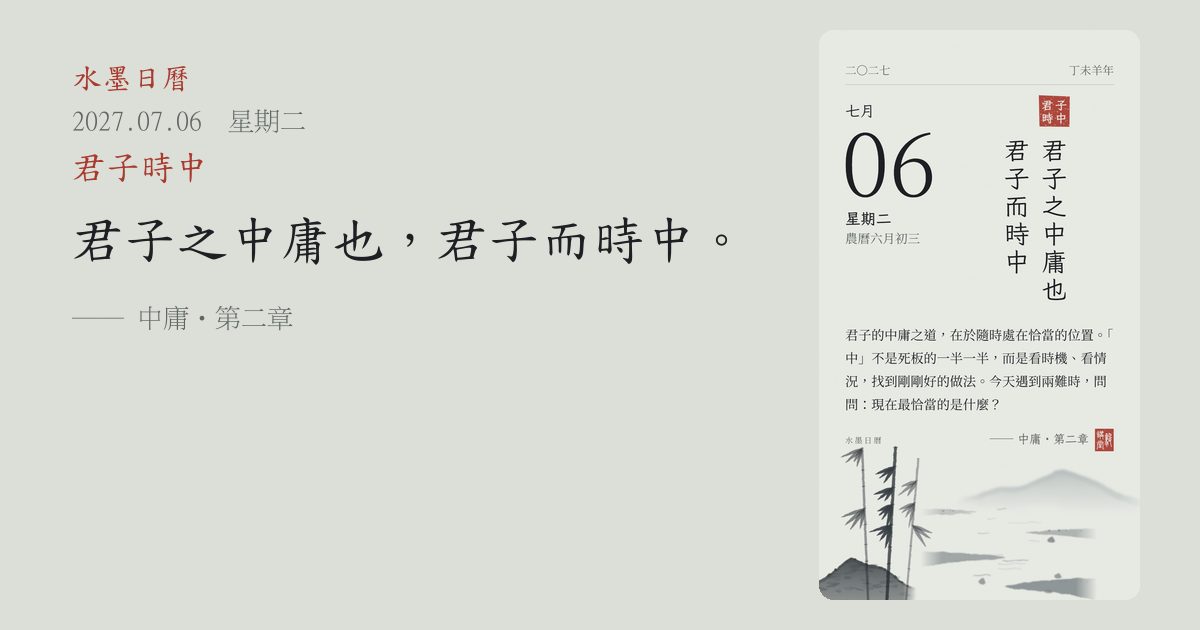 水墨日曆
2027.07.06 星期二
君子時中
君子之中庸也，君子而時中。
—— 中庸・第二章
二〇二七
丁未羊年
七月
06
星期二
農曆六月初三
君子時中
君子之中庸也
君子而時中
君子的中庸之道，在於隨時處在恰當的位置。「
中」不是死板的一半一半，而是看時機、看情
況，找到剛剛好的做法。今天遇到兩難時，問
問：現在最恰當的是什麼？
水墨日曆
—— 中庸・第二章